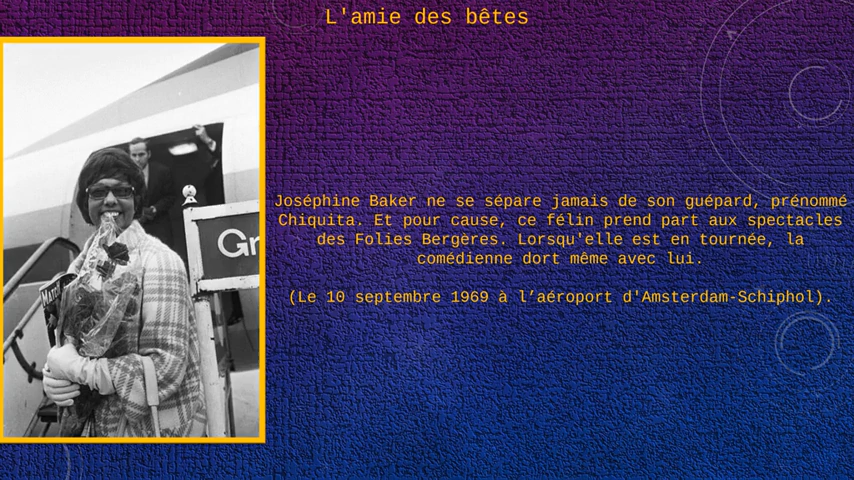 L'amie des bêtes
Joséphine Baker ne se sépare jamais de son guépard, prénommé
Chiquita. Et pour cause, ce félin prend part aux spectacles
des Folies Bergères. Lorsqu'elle est en tournée, la
comédienne dort même avec lui.
(Le 10 septembre 1969 à l’aéroport d'Amsterdam-Schiphol).
Gr